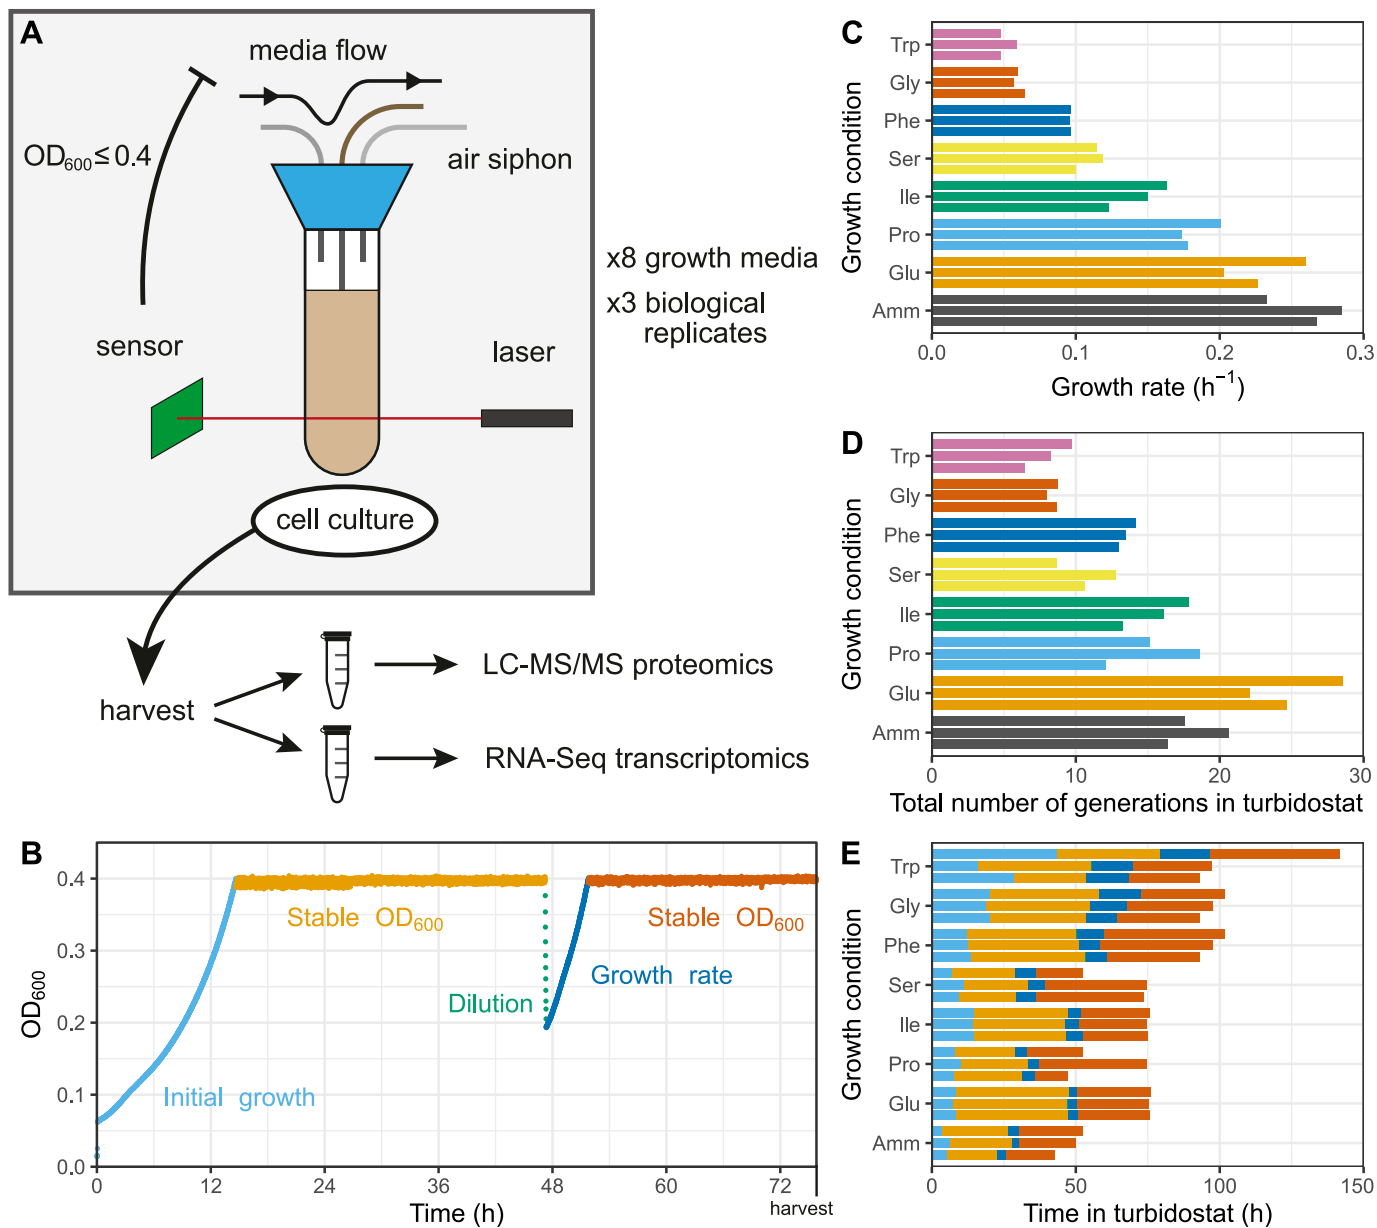 A
media flow
OD600 ≤ 0.4
air siphon
sensor
laser
cell culture
x8 growth media
x3 biological
replicates
harvest
LC-MS/MS proteomics
RNA-Seq transcriptomics
B
OD600
0.4
0.3
0.2
0.1
0.0
Stable OD600
Stable OD600
Growth rate
Dilution
Initial growth
0
12
24
36
48
60
72
harvest
Time (h)
C
Growth condition
Trp
Gly
Phe
Ser
Ile
Pro
Glu
Amm
0.0
0.1
0.2
0.3
Growth rate (h−1)
D
Growth condition
Trp
Gly
Phe
Ser
Ile
Pro
Glu
Amm
0
10
20
30
Total number of generations in turbidostat
E
Growth condition
Trp
Gly
Phe
Ser
Ile
Pro
Glu
Amm
0
50
100
150
Time in turbidostat (h)